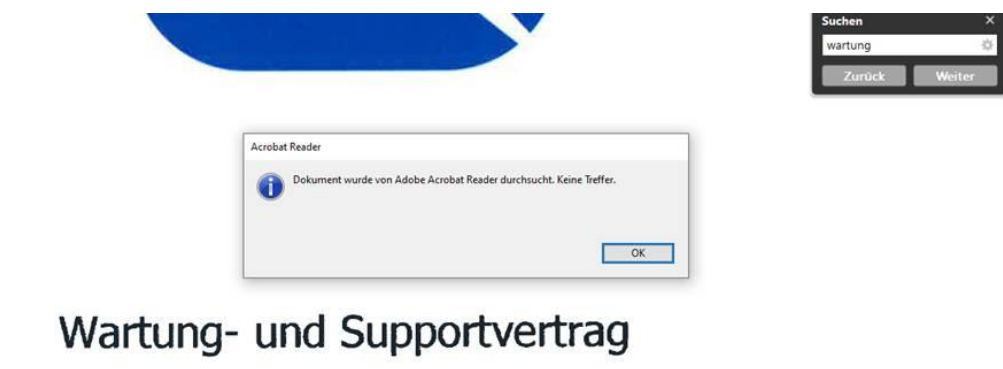 Suchen
wartung
Zurück Weiter
Acrobat Reader
Dokument wurde von Adobe Acrobat Reader durchsucht. Keine Treffer.
OK
Wartung- und Supportvertrag